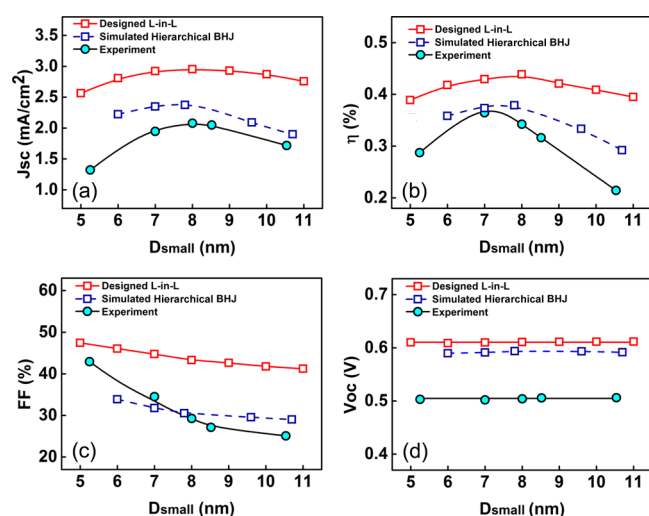 Designed L-in-L
Simulated Hierarchical BHJ
Experiment
4.0
3.5
3.0
2.5
2.0
1.5
1.0
Jsc (mA/cm²)
(a)
5 6 7 8 9 10 11
Dsmall (nm)
Designed L-in-L
Simulated Hierarchical BHJ
Experiment
0.5
0.4
0.3
0.2
η (%)
(b)
5 6 7 8 9 10 11
Dsmall (nm)
Designed L-in-L
Simulated Hierarchical BHJ
Experiment
60
50
40
30
20
FF (%)
(c)
5 6 7 8 9 10 11
Dsmall (nm)
Designed L-in-L
Simulated Hierarchical BHJ
Experiment
0.7
0.6
0.5
0.4
Voc (V)
(d)
5 6 7 8 9 10 11
Dsmall (nm)